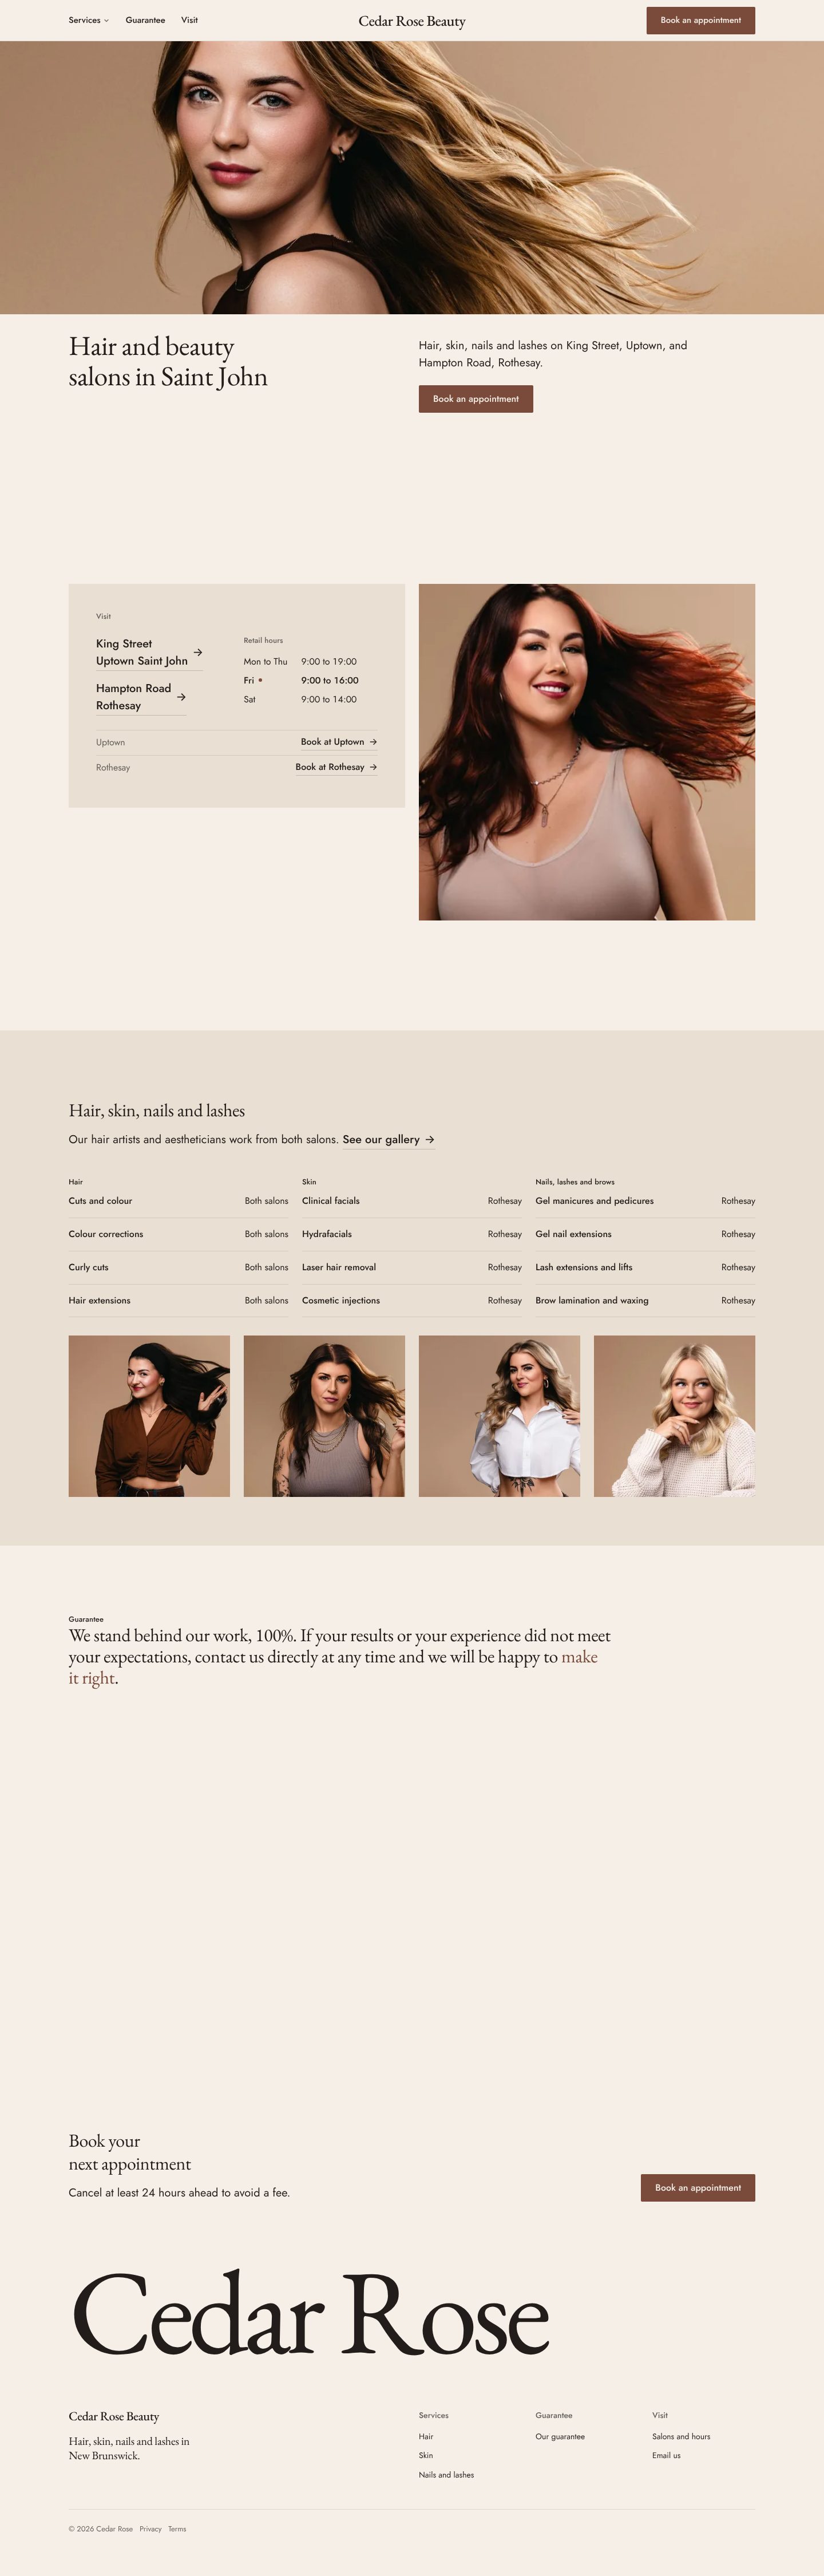 Services
Guarantee
Visit
Cedar Rose Beauty
Book an appointment
Hair and beauty
salons in Saint John
Hair, skin, nails and lashes on King Street, Uptown, and
Hampton Road, Rothesay.
Book an appointment
Visit
King Street
Uptown Saint John
Hampton Road
Rothesay
Retail hours
Mon to Thu 9:00 to 19:00
Fri 9:00 to 16:00
Sat 9:00 to 14:00
Uptown Book at Uptown →
Rothesay Book at Rothesay →
Hair, skin, nails and lashes
Our hair artists and aestheticians work from both salons. See our gallery →
Hair
Cuts and colour Both salons
Colour corrections Both salons
Curly cuts Both salons
Hair extensions Both salons
Skin
Clinical facials Rothesay
Hydrafacials Rothesay
Laser hair removal Rothesay
Cosmetic injections Rothesay
Nails, lashes and brows
Gel manicures and pedicures Rothesay
Gel nail extensions Rothesay
Lash extensions and lifts Rothesay
Brow lamination and waxing Rothesay
Guarantee
We stand behind our work, 100%. If your results or your experience did not meet
your expectations, contact us directly at any time and we will be happy to make
it right.
Book your
next appointment
Cancel at least 24 hours ahead to avoid a fee.
Book an appointment
Cedar Rose
Cedar Rose Beauty
Hair, skin, nails and lashes in
New Brunswick.
Services
Hair
Skin
Nails and lashes
Guarantee
Our guarantee
Visit
Salons and hours
Email us
© 2026 Cedar Rose Privacy Terms